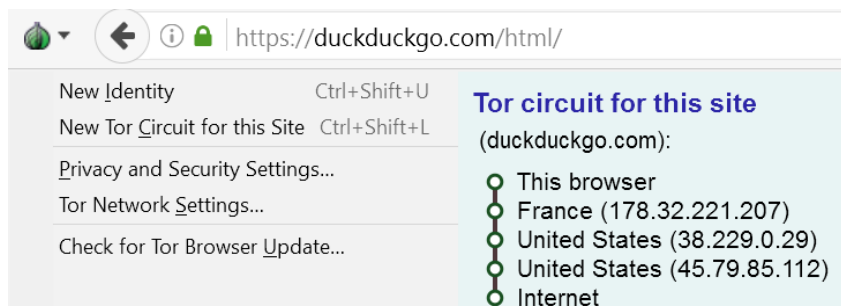 https://duckduckgo.com/html/
New Identity Ctrl+Shift+U
New Tor Circuit for this Site Ctrl+Shift+L
Privacy and Security Settings...
Tor Network Settings...
Check for Tor Browser Update...
Tor circuit for this site
(duckduckgo.com):
This browser
France (178.32.221.207)
United States (38.229.0.29)
United States (45.79.85.112)
Internet